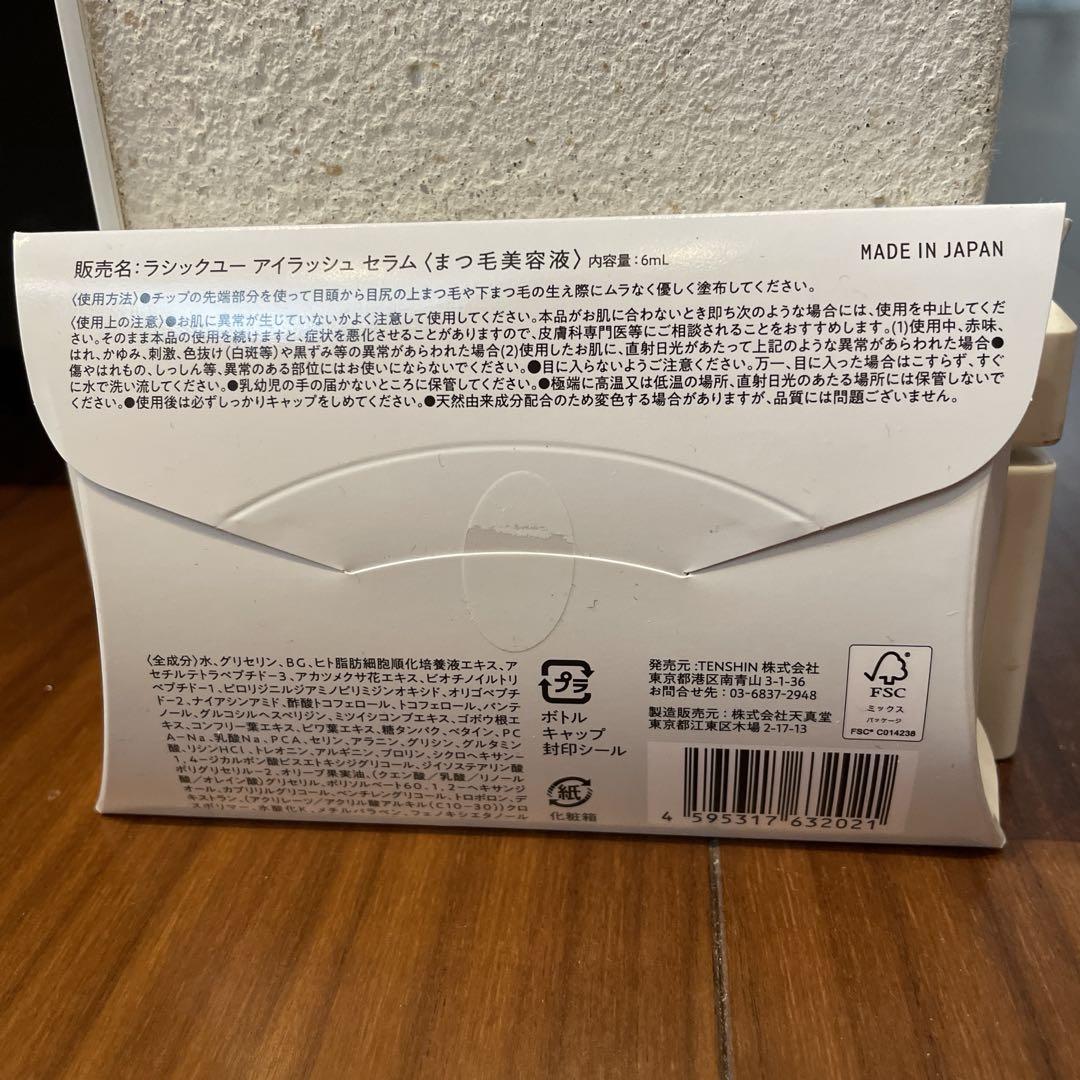 販売名：ラシックユー アイラッシュ セラム〈まつ毛美容液〉内容量：6mL
MADE IN JAPAN
〈使用方法〉●チップの先端部分を使って目頭から目尻の上まつ毛や下まつ毛の生え際にムラなく優しく塗布してください。
〈使用上の注意〉●お肌に異常が生じていないかよく注意して使用してください。本品がお肌に合わないとき即ち次のような場合には、使用を中止してくだ
さい。そのまま本品の使用を続けますと、症状を悪化させることがありますので、皮膚科専門医等にご相談されることをおすすめします。(1)使用中、赤味、
はれ、かゆみ、刺激、色抜け(白斑等)や黒ずみ等の異常があらわれた場合(2)使用したお肌に、直射日光があたって上記のような異常があらわれた場合●
傷やはれもの、しっしん等、異常のある部位にはお使いにならないでください。●目に入らないようご注意ください。万一、目に入った場合はこすらず、すぐ
に水で洗い流してください。●乳幼児の手の届かないところに保管してください。●極端に高温又は低温の場所、直射日光のあたる場所には保管しないで
ください。●使用後は必ずしっかりキャップをしめてください。●天然由来成分配合のため変色する場合がありますが、品質には問題ございません。
〈全成分〉水、グリセリン、BG、ヒト脂肪細胞順化培養液エキス、ア
セチルテトラペプチド-3、アカツメクサ花エキス、ビオチノイルトリ
ペプチド-1、ピロリジニルジアミノピリミジンオキシド、オリゴペプチ
ド-2、ナイアシンアミド、酢酸トコフェロール、トコフェロール、パンテ
ノール、グルコシルヘスペリジン、ミツイシコンブエキス、ゴボウ根エ
キス、コンフリー葉エキス、ビワ葉エキス、糖タンパク、ベタイン、PC
A-Na、乳酸Na、PCA、セリン、アラニン、グリシン、グルタミン
酸、リシンHCl、トレオニン、アルギニン、プロリン、シクロヘキサン-
1,4-ジカルボン酸ビスエトキシジグリコール、ジイソステアリン酸
ポリグリセリル-2、オリーブ果実油、(クエン酸/乳酸/リノール
酸/オレイン酸)グリセリル、ポリソルベート60、1,2-ヘキサンジ
オール、カプリリルグリコール、ペンチレングリコール、トロポロン、デ
キストラン、(アクリレーツ/アクリル酸アルキル(C10-30))クロ
スポリマー、水酸化K、メチルパラベン、フェノキシエタノール
プラ
ボトル
キャップ
封印シール
紙
化粧箱
発売元：TENSHIN 株式会社
東京都港区南青山 3-1-36
お問合せ先：03-6837-2948
製造販売元：株式会社天真堂
東京都江東区木場 2-17-13
FSC
ミックス
パッケージ
FSC® C014238
4 595317 632021